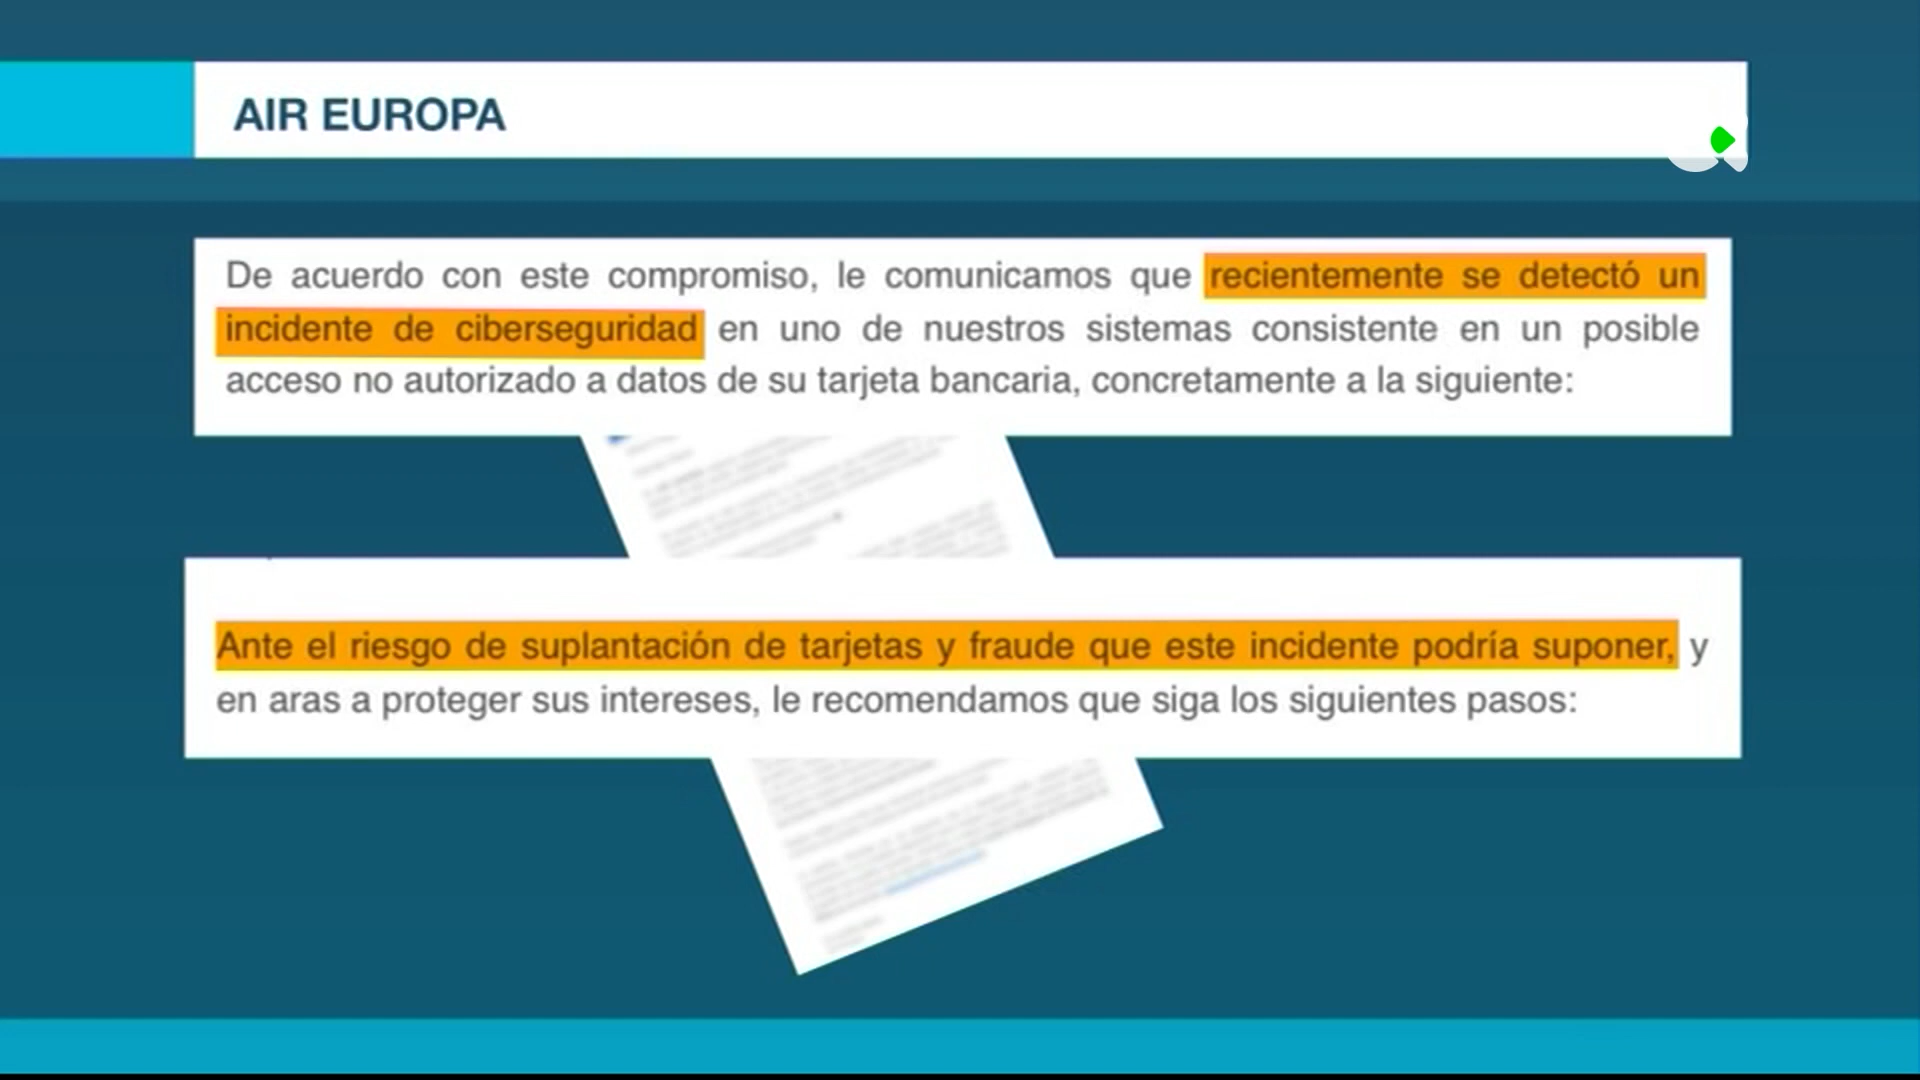 AIR EUROPA
De acuerdo con este compromiso, le comunicamos que recientemente se detectó un
incidente de ciberseguridad en uno de nuestros sistemas consistente en un posible
acceso no autorizado a datos de su tarjeta bancaria, concretamente a la siguiente:
Ante el riesgo de suplantación de tarjetas y fraude que este incidente podría suponer, y
en aras a proteger sus intereses, le recomendamos que siga los siguientes pasos: